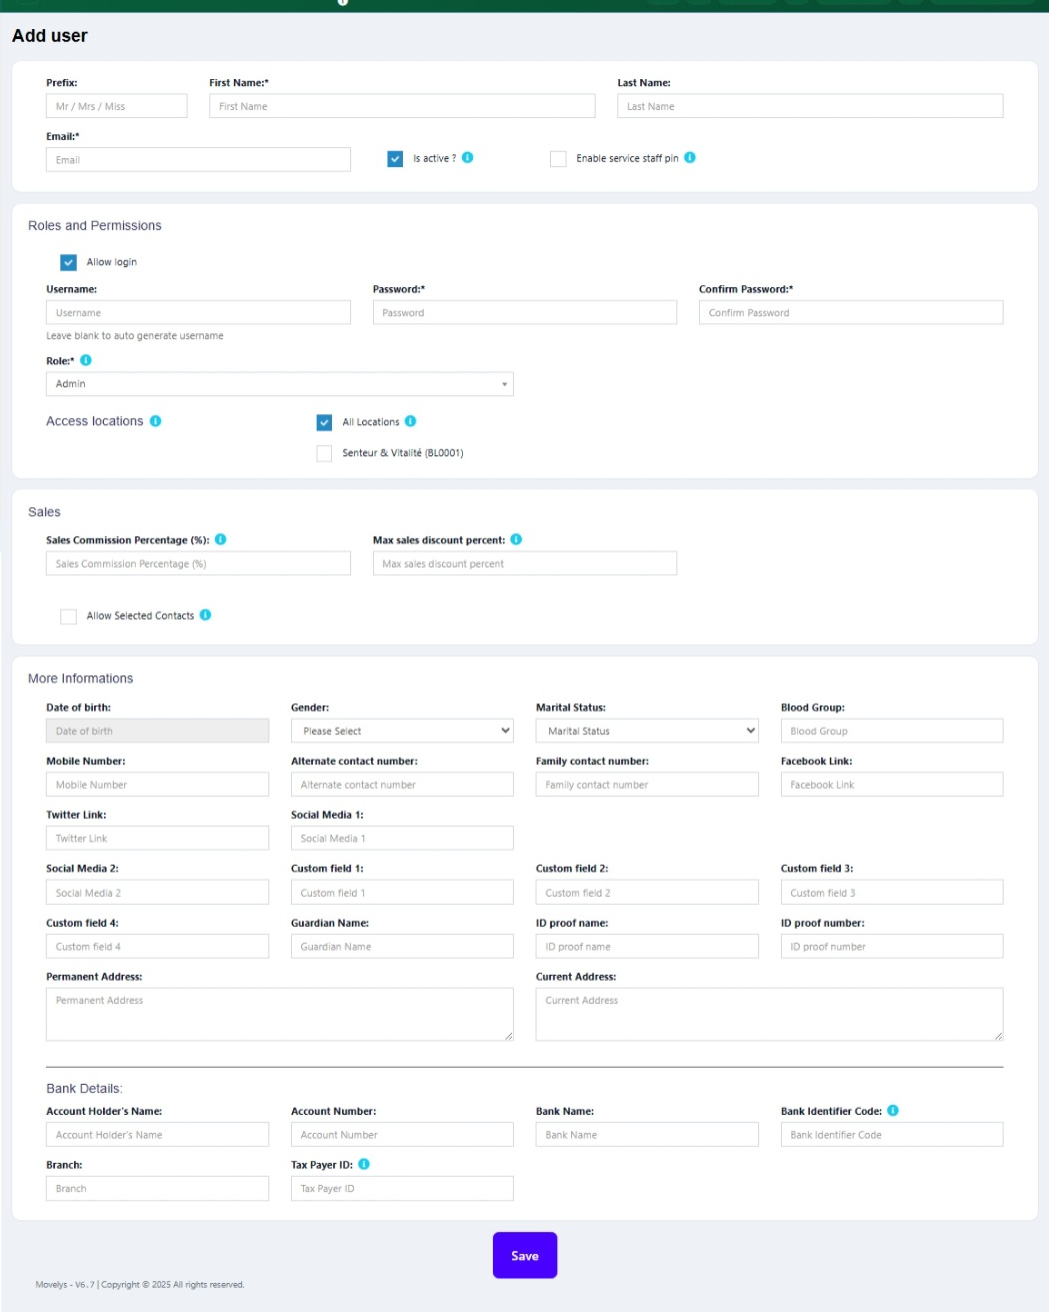 Add user
Prefix: First Name:* Last Name:
Mr / Mrs / Miss First Name Last Name
Email:*
Email Is active ? Enable service staff pin
Roles and Permissions
Allow login
Username: Password:* Confirm Password:*
Username Password Confirm Password
Leave blank to auto generate username
Role:*
Admin
Access locations All Locations
Senteur & Vitalité (BL0001)
Sales
Sales Commission Percentage (%): Max sales discount percent:
Sales Commission Percentage (%) Max sales discount percent
Allow Selected Contacts
More Informations
Date of birth: Gender: Marital Status: Blood Group:
Date of birth Please Select Marital Status Blood Group
Mobile Number: Alternate contact number: Family contact number: Facebook Link:
Mobile Number Alternate contact number Family contact number Facebook Link
Twitter Link: Social Media 1:
Twitter Link Social Media 1
Social Media 2: Custom field 1: Custom field 2: Custom field 3:
Social Media 2 Custom field 1 Custom field 2 Custom field 3
Custom field 4: Guardian Name: ID proof name: ID proof number:
Custom field 4 Guardian Name ID proof name ID proof number
Permanent Address: Current Address:
Permanent Address Current Address
Bank Details:
Account Holder's Name: Account Number: Bank Name: Bank Identifier Code:
Account Holder's Name Account Number Bank Name Bank Identifier Code
Branch: Tax Payer ID:
Branch Tax Payer ID
Save
Movelys - V6.7 | Copyright © 2025 All rights reserved.